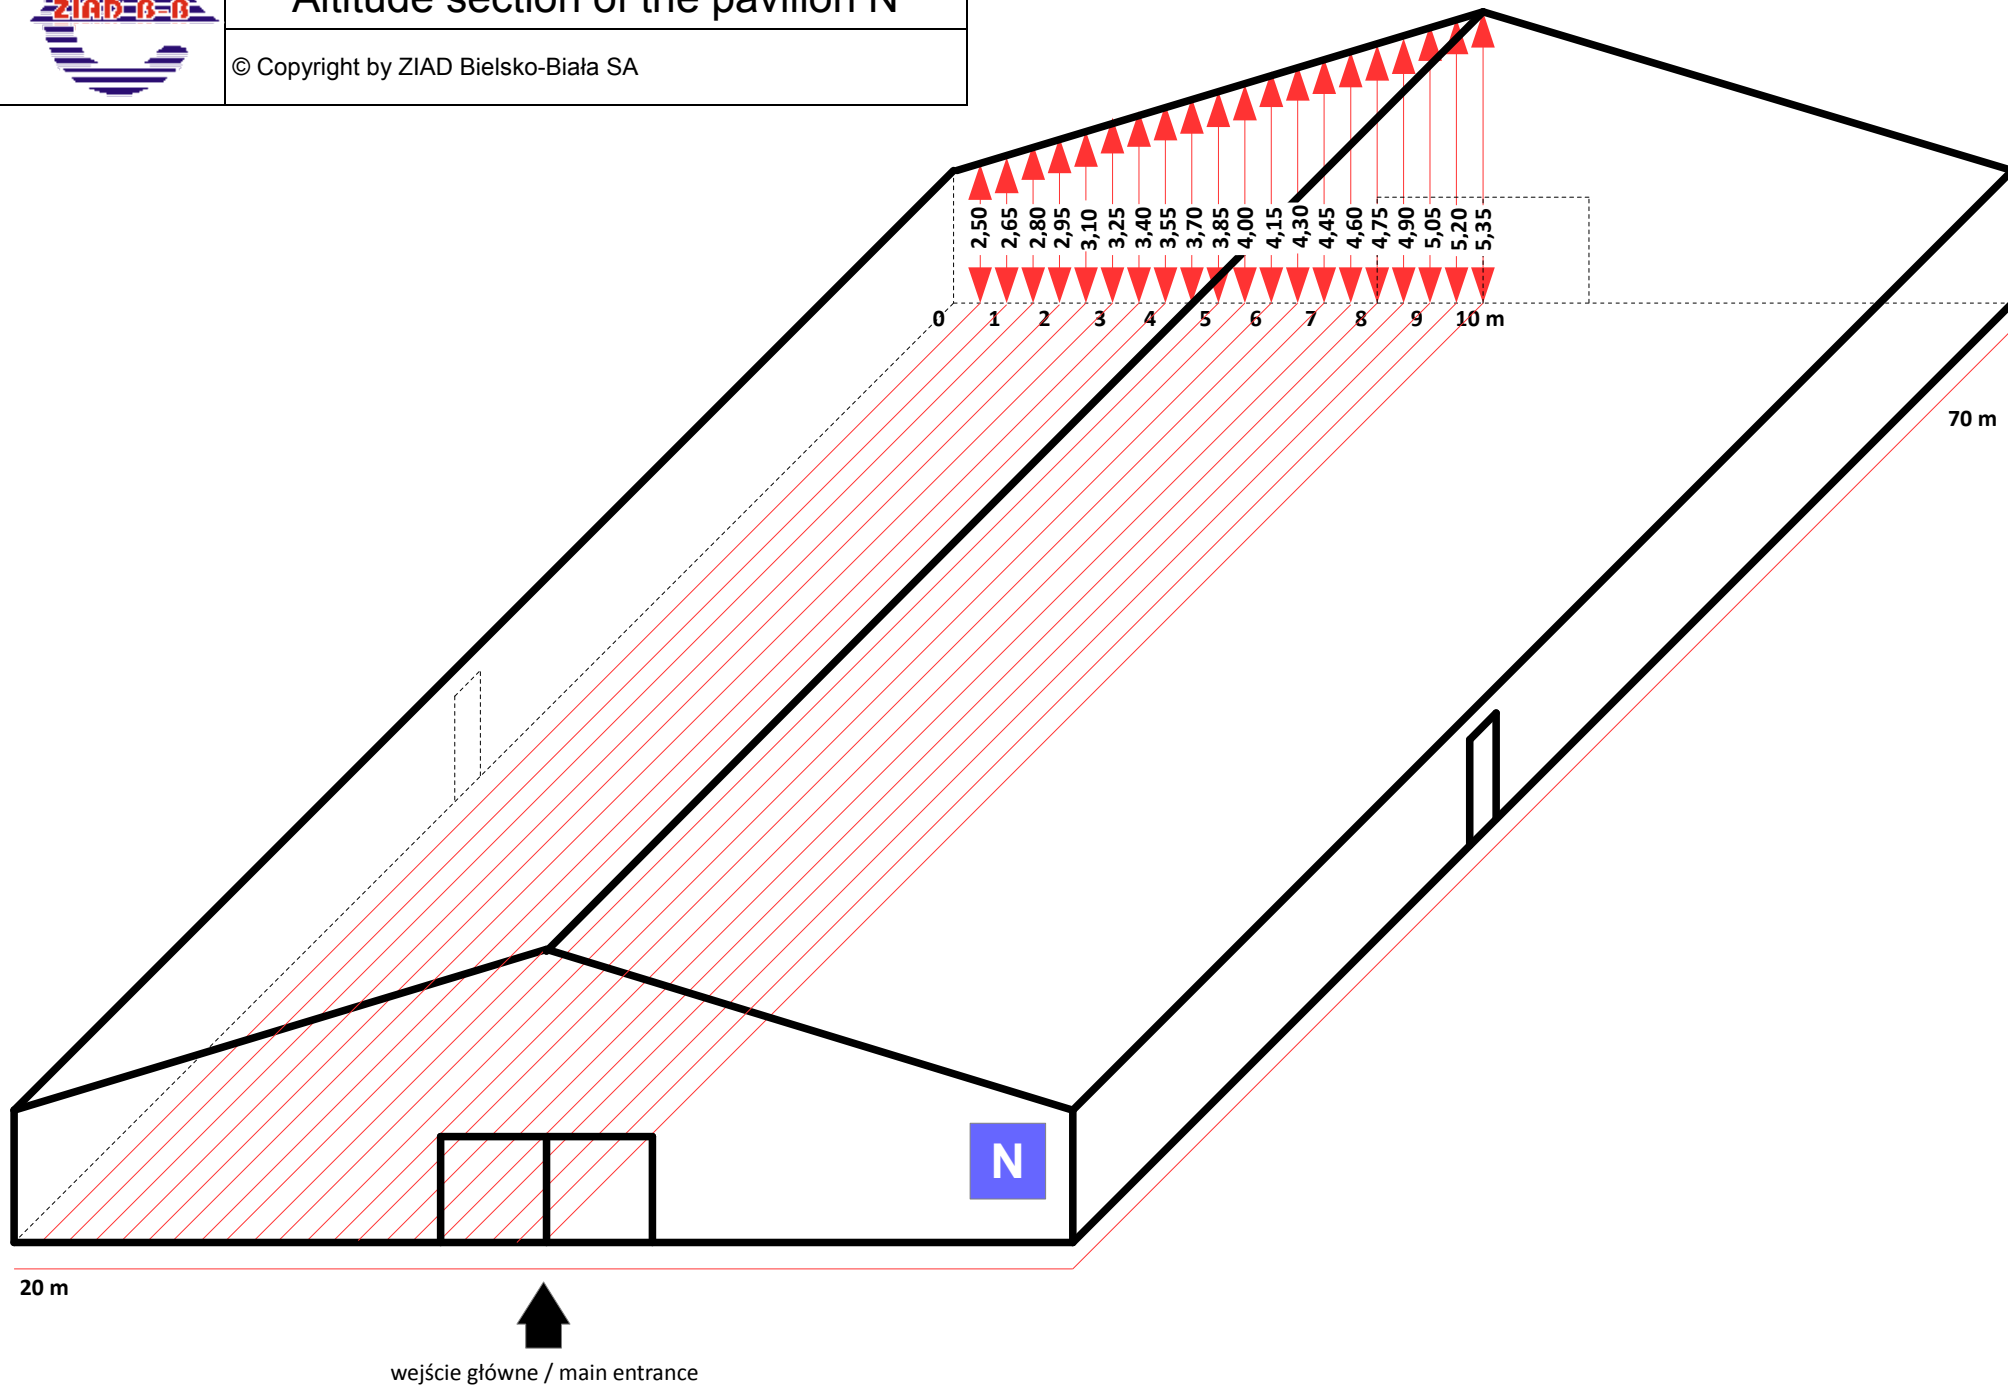 ZIAD B-B
Altitude section of the pavilion N
© Copyright by ZIAD Bielsko-Biała SA
2,50
2,65
2,80
2,95
3,10
3,25
3,40
3,55
3,70
3,85
4,00
4,15
4,30
4,45
4,60
4,75
4,90
5,05
5,20
5,35
0 1 2 3 4 5 6 7 8 9 10 m
70 m
N
20 m
wejście główne / main entrance